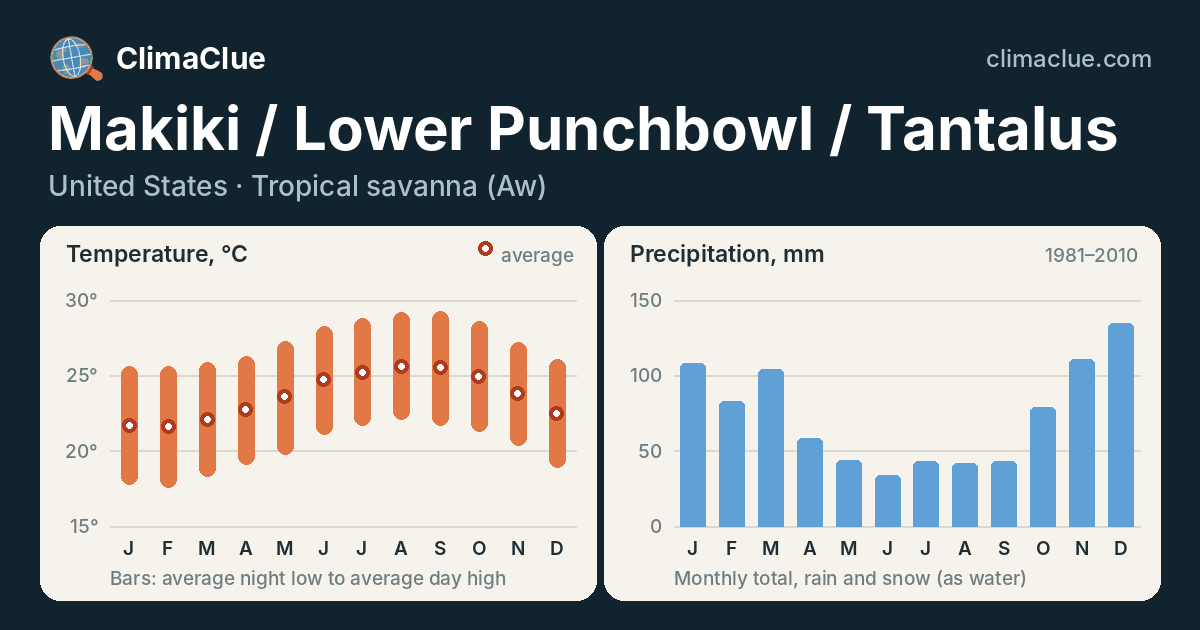 ClimaClue
climaclue.com
Makiki / Lower Punchbowl / Tantalus
United States · Tropical savanna (Aw)
Temperature, °C
average
30°
25°
20°
15°
J F M A M J J A S O N D
Bars: average night low to average day high
Precipitation, mm
1981–2010
150
100
50
0
J F M A M J J A S O N D
Monthly total, rain and snow (as water)